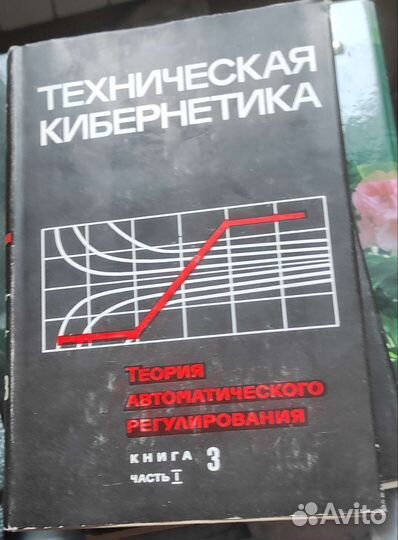 ТЕХНИЧЕСКАЯ
КИБЕРНЕТИКА
ТЕОРИЯ
АВТОМАТИЧЕСКОГО
РЕГУЛИРОВАНИЯ
КНИГА 3
ЧАСТЬ I
Avito